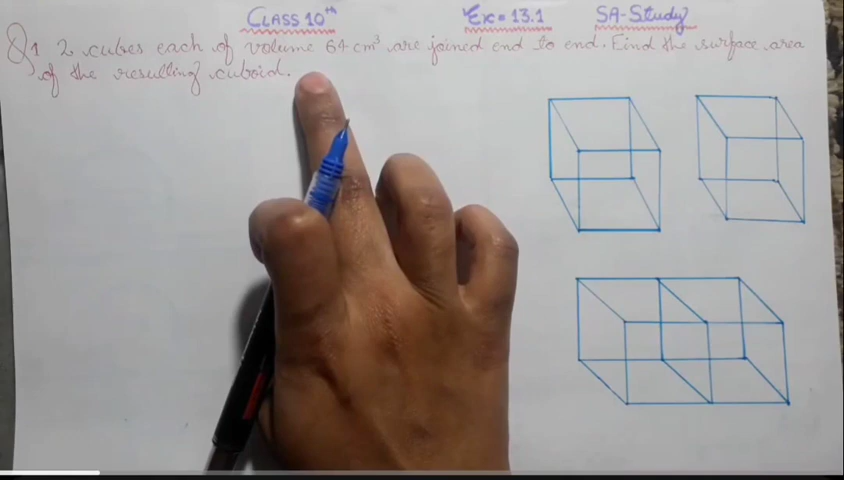 CLASS 10th Ex = 13.1 SA-Study
Q1 2 cubes each of volume 64 cm³ are joined end to end. Find the surface area
of the resulting cuboid.